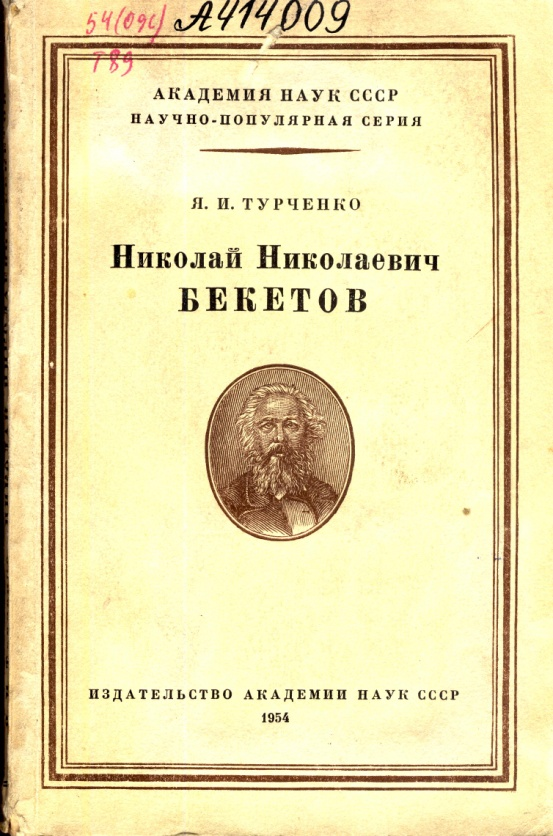 54(09с) А414009
Т89
АКАДЕМИЯ НАУК СССР
НАУЧНО-ПОПУЛЯРНАЯ СЕРИЯ
Я. И. ТУРЧЕНКО
Николай Николаевич
БЕКЕТОВ
ИЗДАТЕЛЬСТВО АКАДЕМИИ НАУК СССР
1954